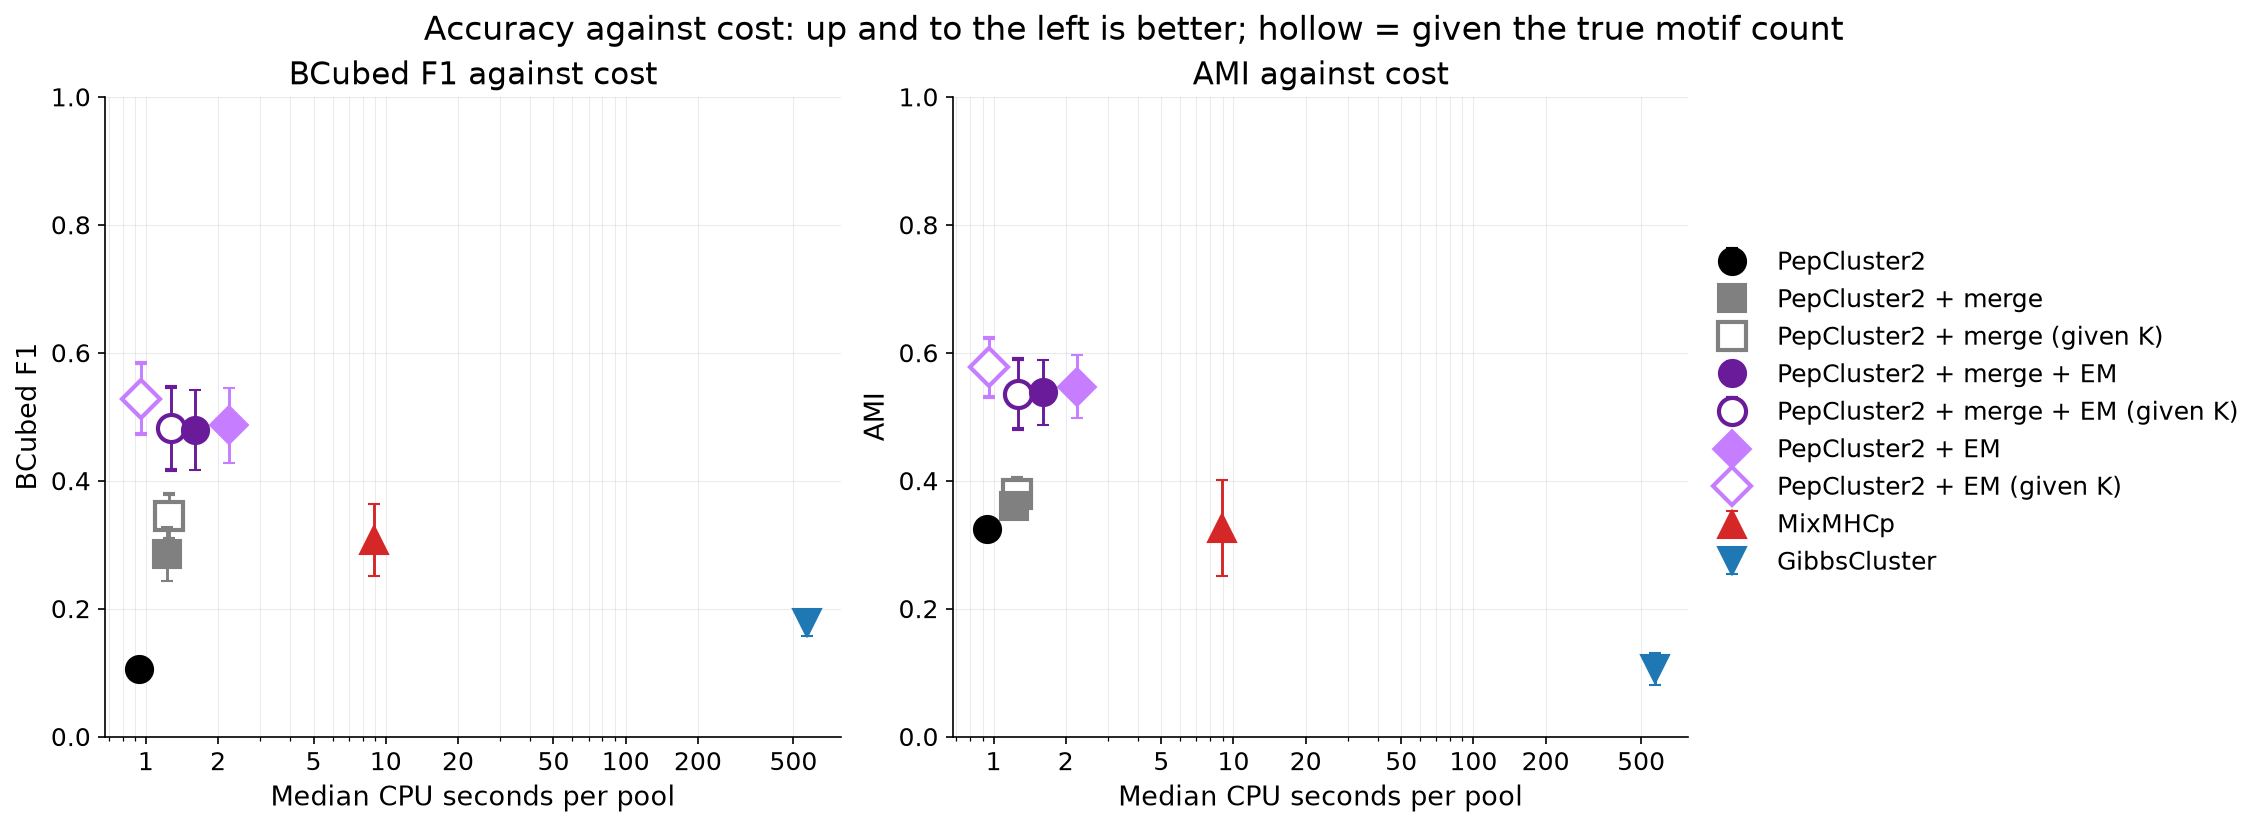 Accuracy against cost: up and to the left is better; hollow = given the true motif count
BCubed F1 against cost
1.0
0.8
0.6
0.4
0.2
0.0
BCubed F1
1 2 5 10 20 50 100 200 500
Median CPU seconds per pool
AMI against cost
1.0
0.8
0.6
0.4
0.2
0.0
AMI
1 2 5 10 20 50 100 200 500
Median CPU seconds per pool
PepCluster2
PepCluster2 + merge
PepCluster2 + merge (given K)
PepCluster2 + merge + EM
PepCluster2 + merge + EM (given K)
PepCluster2 + EM
PepCluster2 + EM (given K)
MixMHCp
GibbsCluster